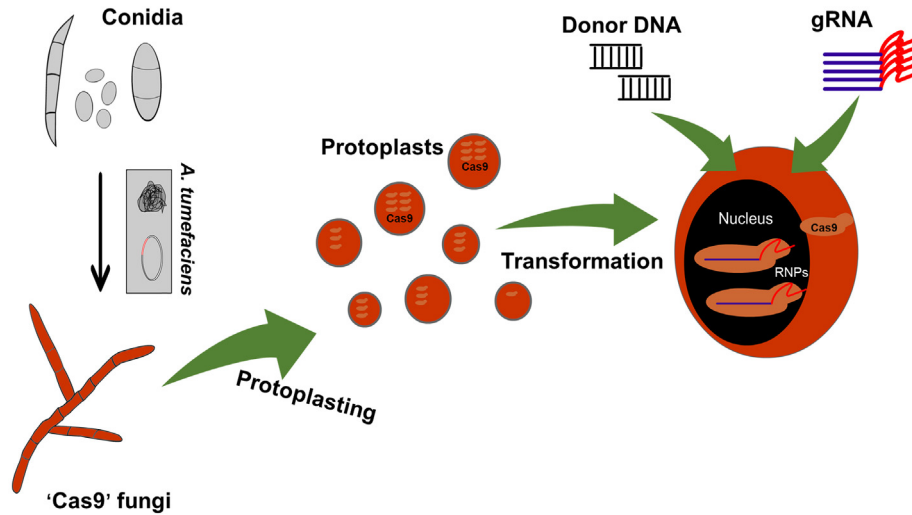 Conidia
A. tumefaciens
'Cas9' fungi
Protoplasting
Protoplasts
Cas9
Cas9
Transformation
Donor DNA
gRNA
Nucleus
Cas9
RNPs